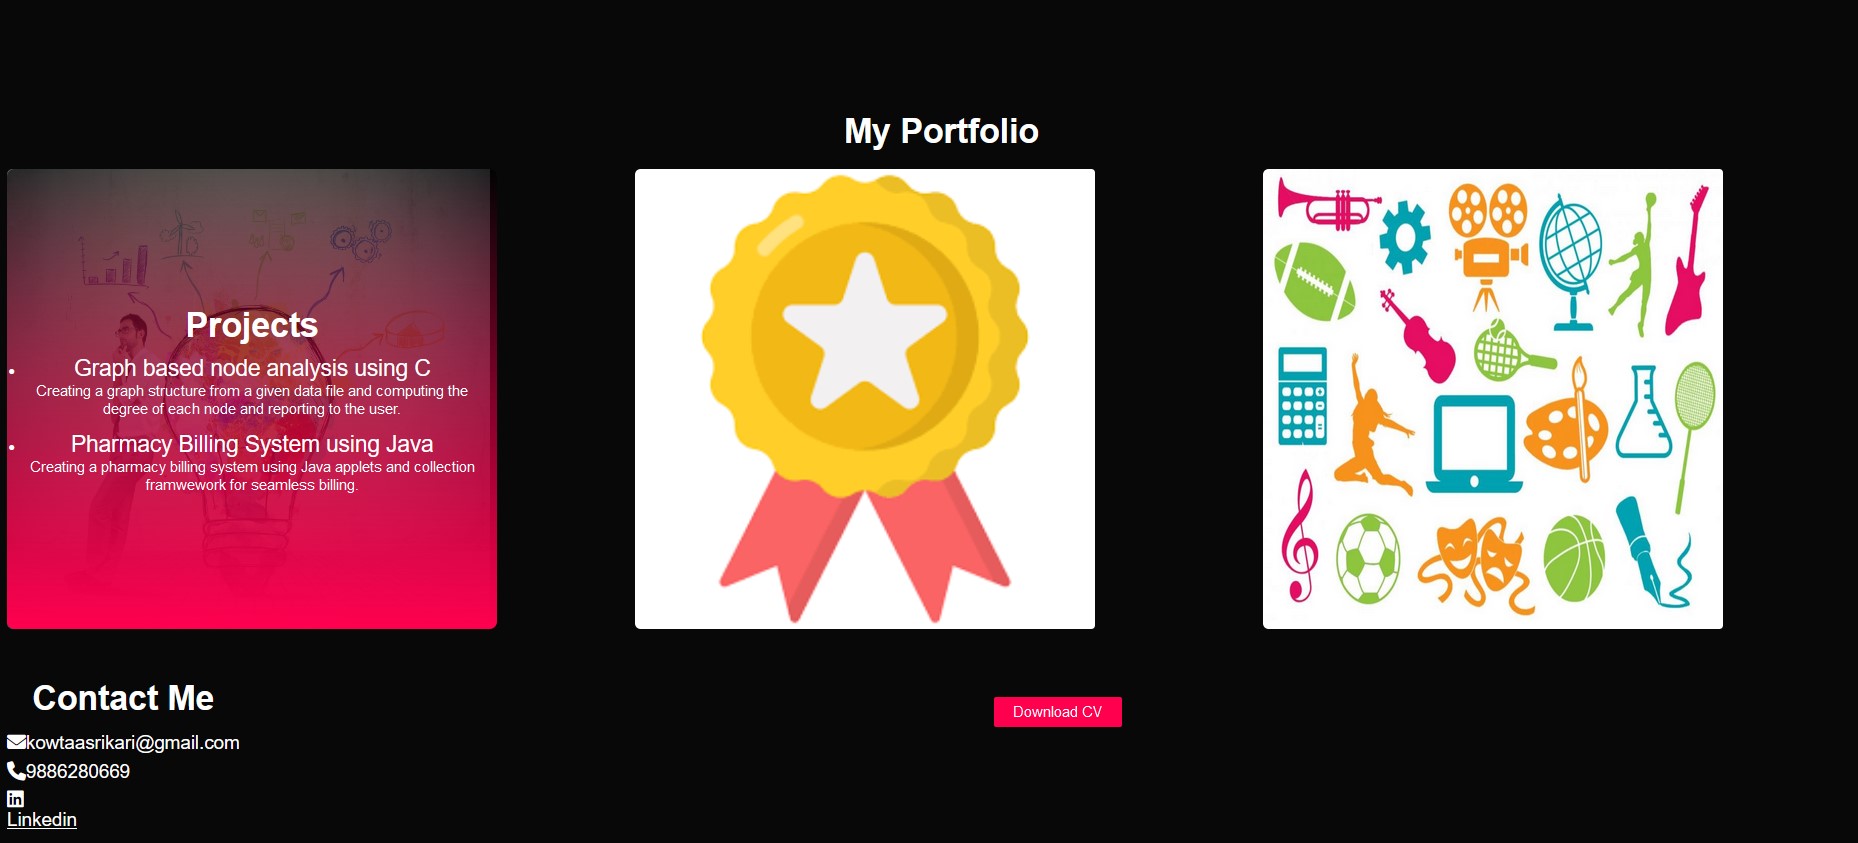 My Portfolio
Projects
• Graph based node analysis using C
Creating a graph structure from a given data file and computing the
degree of each node and reporting to the user.
• Pharmacy Billing System using Java
Creating a pharmacy billing system using Java applets and collection
framwework for seamless billing.
Contact Me
Download CV
kowtaasrikari@gmail.com
9886280669
in
Linkedin